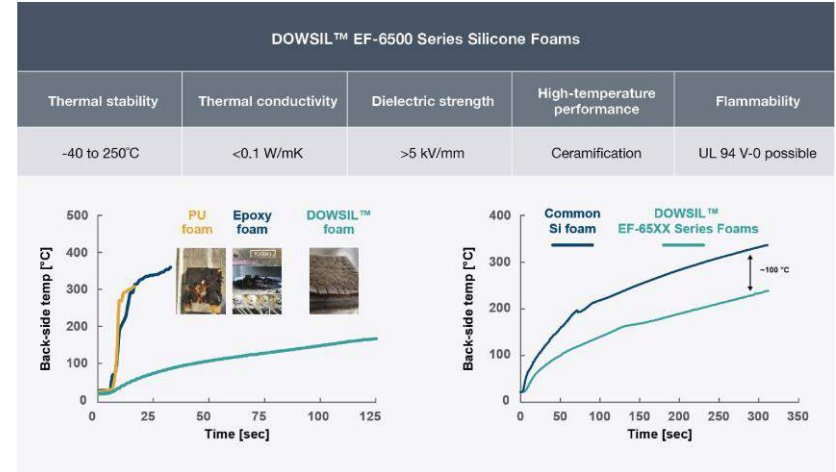 DOWSIL™ EF-6500 Series Silicone Foams
Thermal stability
Thermal conductivity
Dielectric strength
High-temperature
performance
Flammability
-40 to 250°C
<0.1 W/mK
>5 kV/mm
Ceramification
UL 94 V-0 possible
Back-side temp [°C]
500
400
300
200
100
0
PU
foam
Epoxy
foam
DOWSIL™
foam
0 25 50 75 100 125
Time [sec]
Back-side temp [°C]
400
300
200
100
0
Common
Si foam
DOWSIL™
EF-65XX Series Foams
~100 °C
0 50 100 150 200 250 300 350
Time [sec]